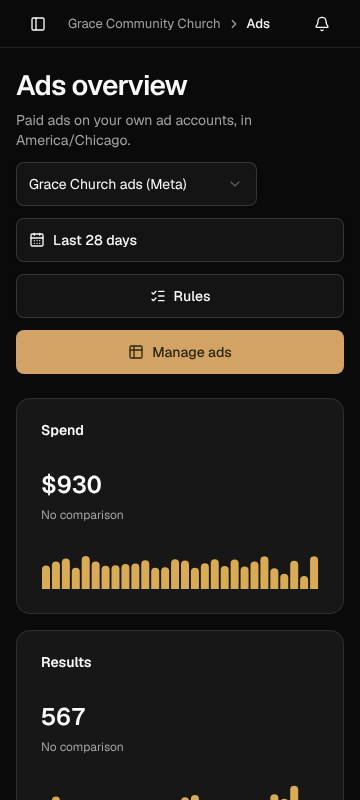 Grace Community Church > Ads
Ads overview
Paid ads on your own ad accounts, in
America/Chicago.
Grace Church ads (Meta)
Last 28 days
Rules
Manage ads
Spend
$930
No comparison
Results
567
No comparison